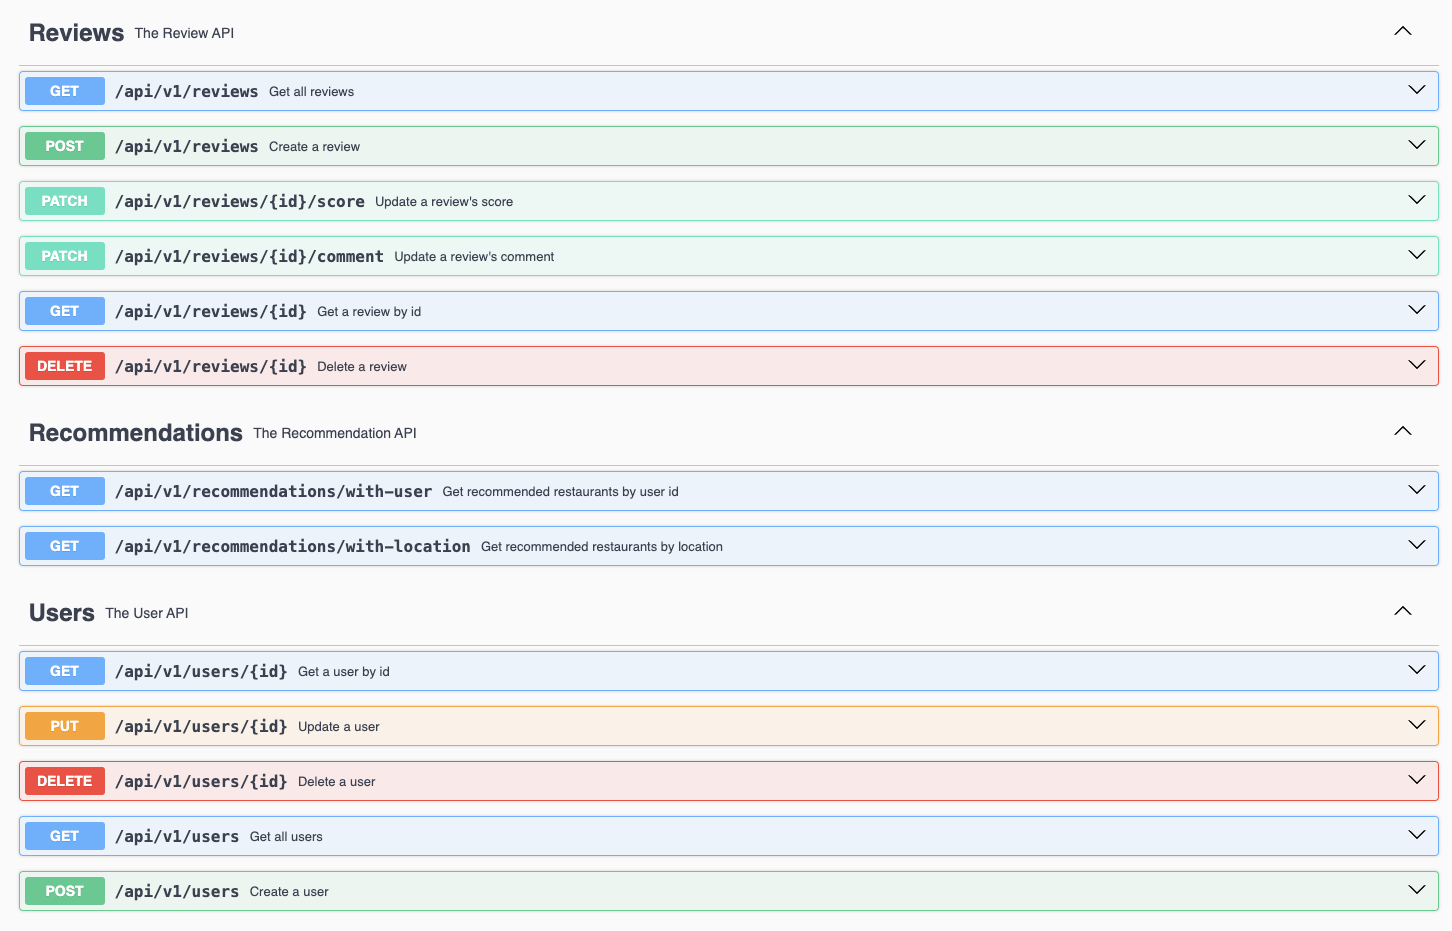 Reviews The Review API
GET /api/v1/reviews Get all reviews
POST /api/v1/reviews Create a review
PATCH /api/v1/reviews/{id}/score Update a review's score
PATCH /api/v1/reviews/{id}/comment Update a review's comment
GET /api/v1/reviews/{id} Get a review by id
DELETE /api/v1/reviews/{id} Delete a review
Recommendations The Recommendation API
GET /api/v1/recommendations/with-user Get recommended restaurants by user id
GET /api/v1/recommendations/with-location Get recommended restaurants by location
Users The User API
GET /api/v1/users/{id} Get a user by id
PUT /api/v1/users/{id} Update a user
DELETE /api/v1/users/{id} Delete a user
GET /api/v1/users Get all users
POST /api/v1/users Create a user